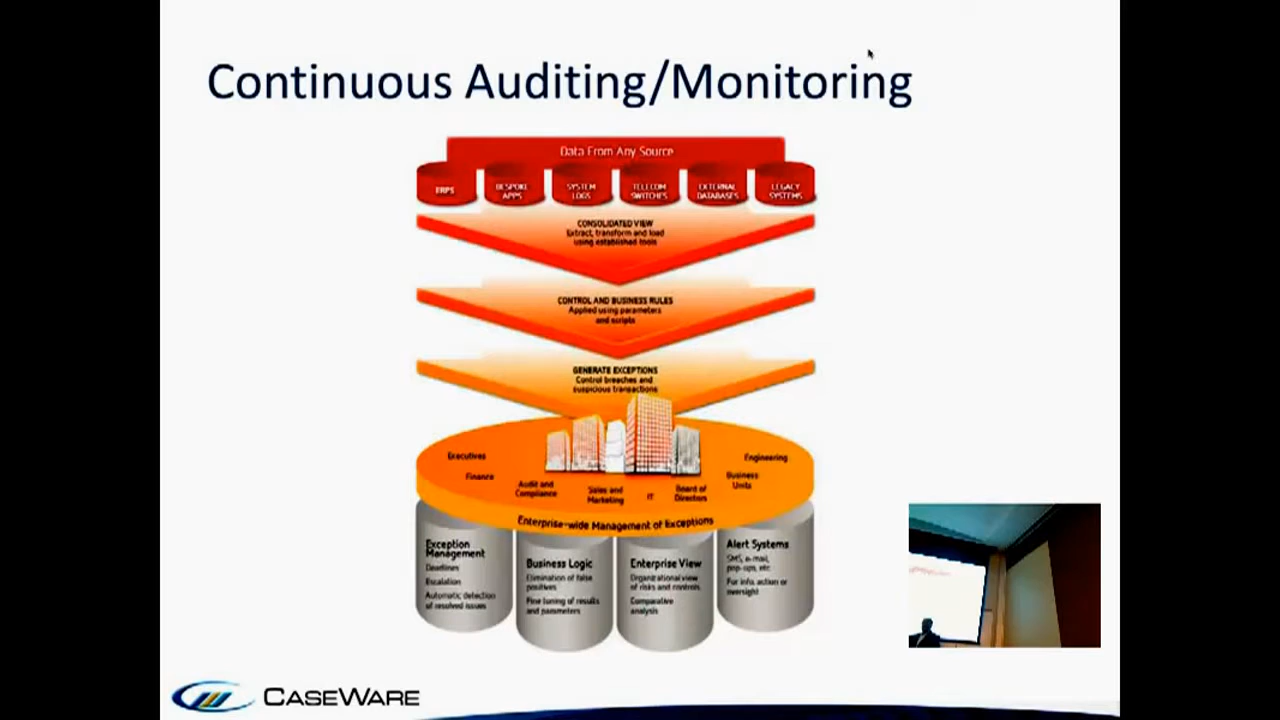 Continuous Auditing/Monitoring
Data From Any Source
ERPS
BESPOKE
APPS
SYSTEM
LOGS
TELECOM
SWITCHES
EXTERNAL
DATABASES
LEGACY
SYSTEMS
CONSOLIDATED VIEW
Extract, transform and load
using established tools
CONTROL AND BUSINESS RULES
Applied using parameters
and scripts
GENERATE EXCEPTIONS
Control breaches and
suspicious transactions
Executives
Finance
Audit and
Compliance
Sales and
Marketing
IT
Board of
Directors
Business
Units
Engineering
Enterprise-wide Management of Exceptions
Exception
Management
Deadlines
Escalation
Automatic detection
of resolved issues
Business Logic
Elimination of false
positives
Fine tuning of results
and parameters
Enterprise View
Organizational view
of risks and controls
Comparative
analysis
Alert Systems
SMS, e-mail,
pop-ups, etc
For info, action or
oversight
CASEWARE